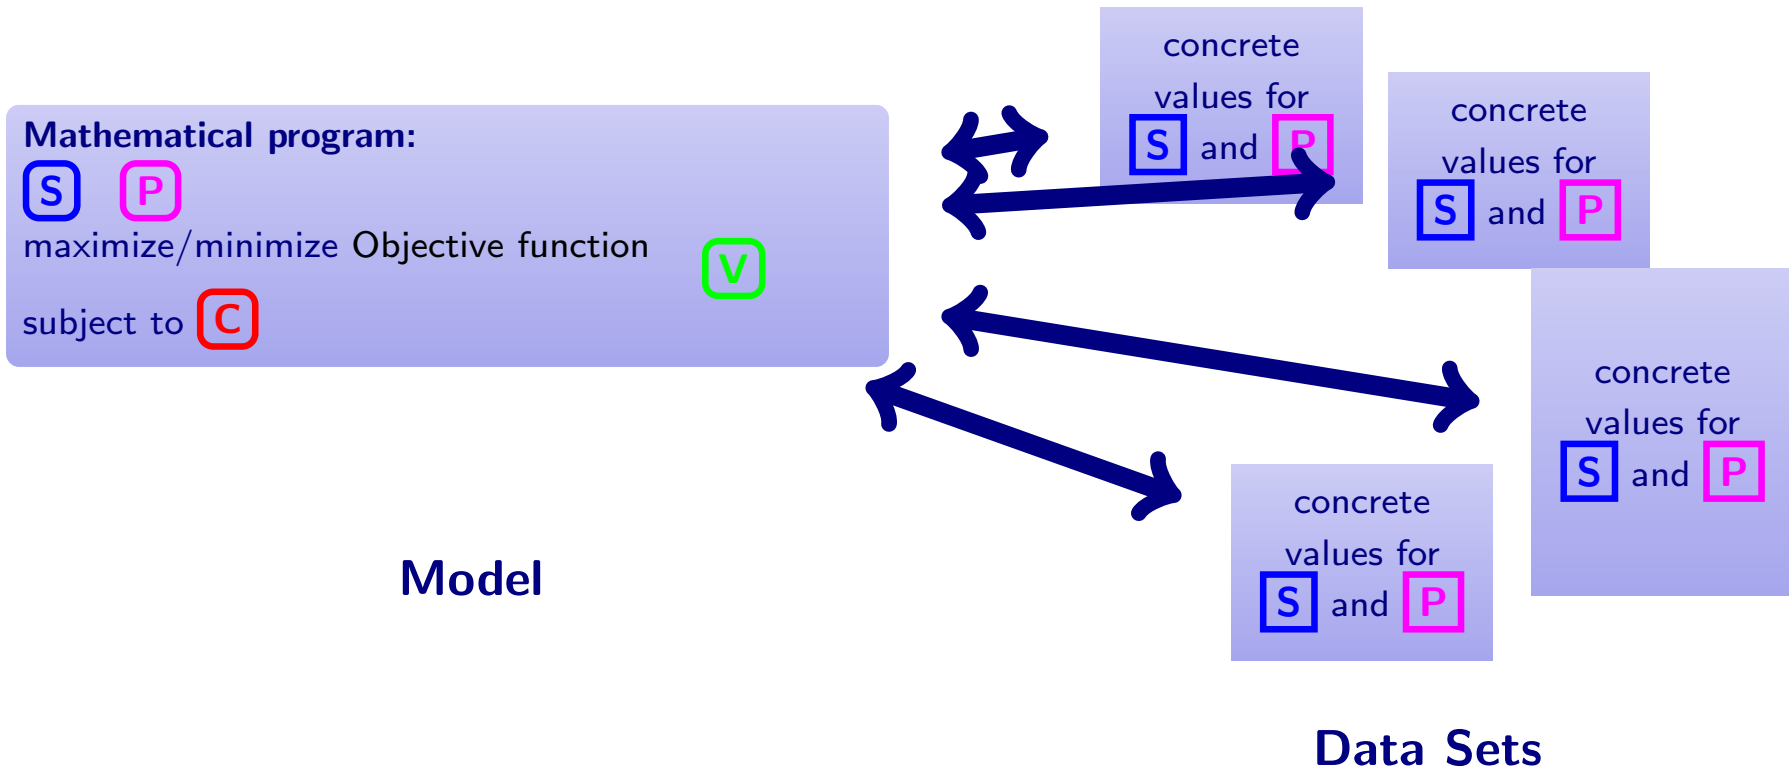 Mathematical program:
S P
maximize/minimize Objective function
V
subject to C
Model
concrete
values for
S and P
concrete
values for
S and P
concrete
values for
S and P
concrete
values for
S and P
Data Sets